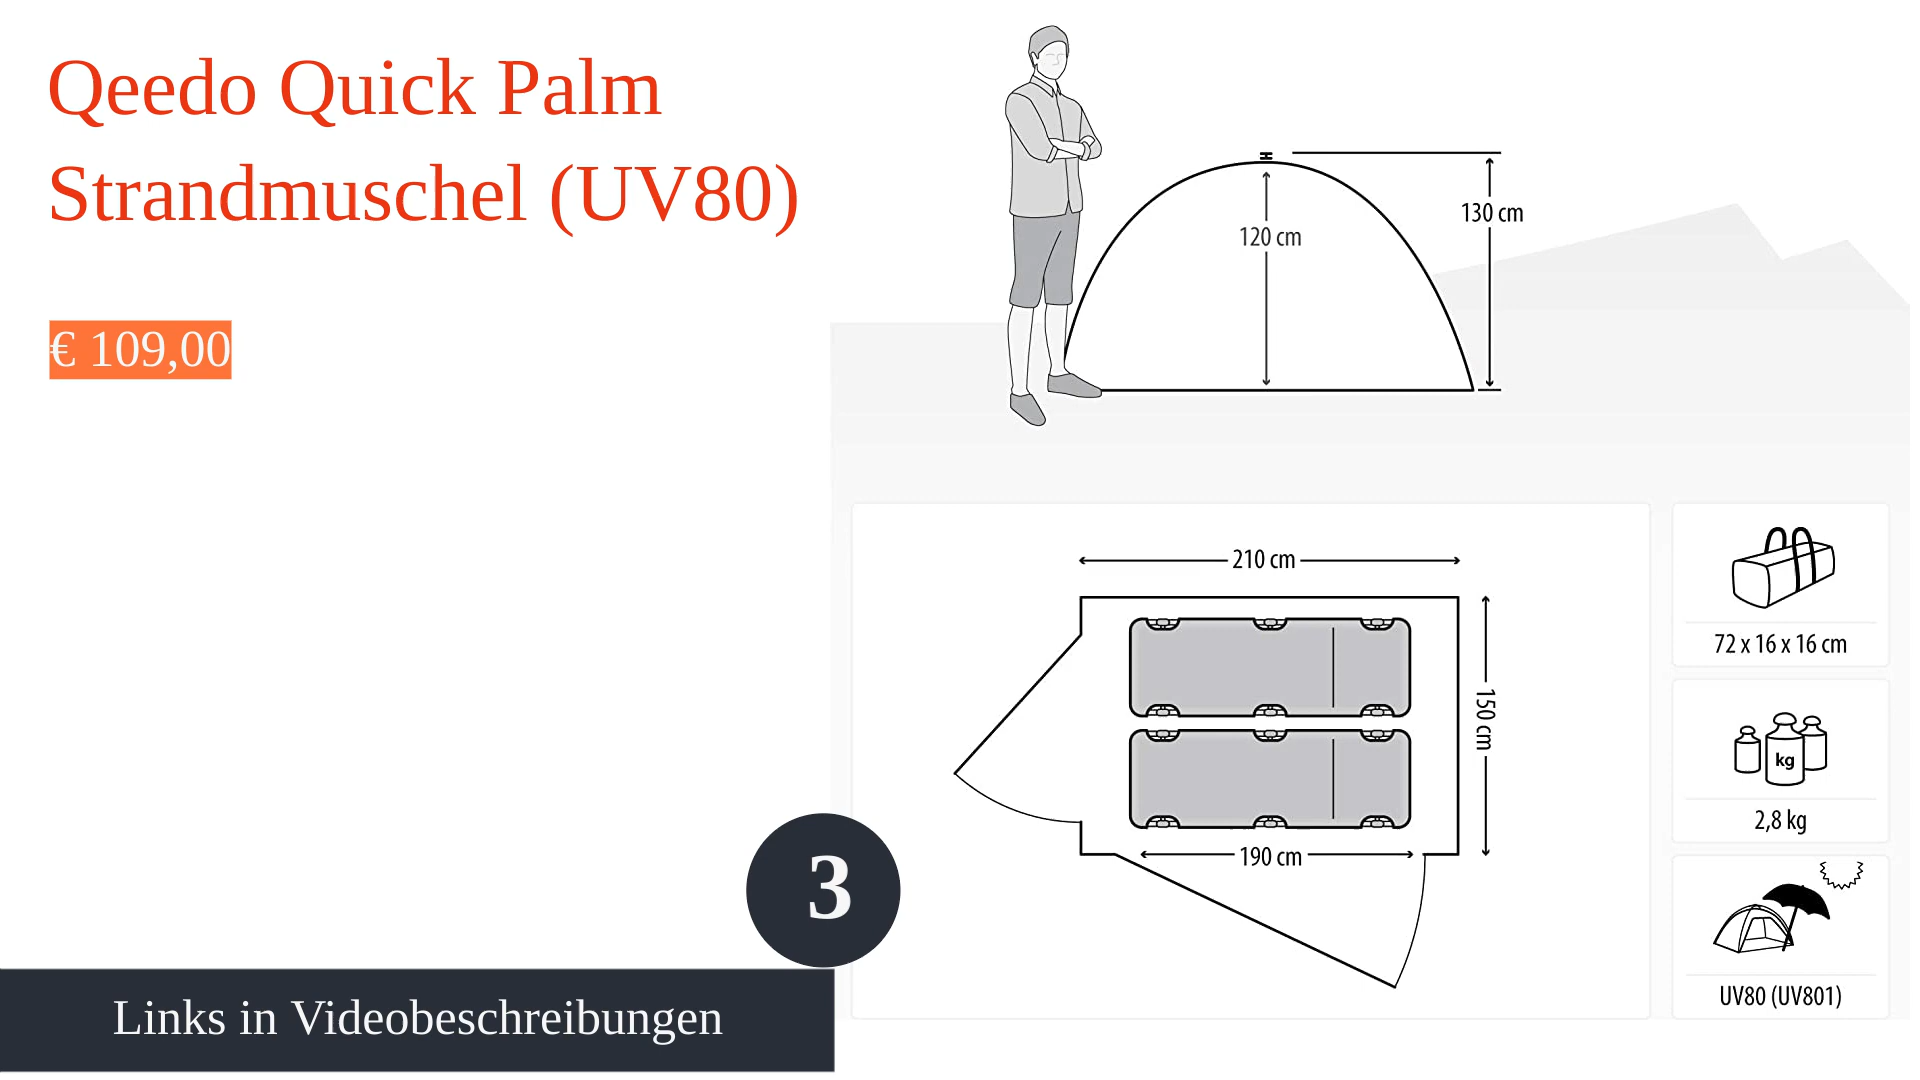 Qeedo Quick Palm
Strandmuschel (UV80)
€ 109,00
120 cm
130 cm
210 cm
150 cm
190 cm
72 x 16 x 16 cm
kg
2,8 kg
UV80 (UV801)
3
Links in Videobeschreibungen